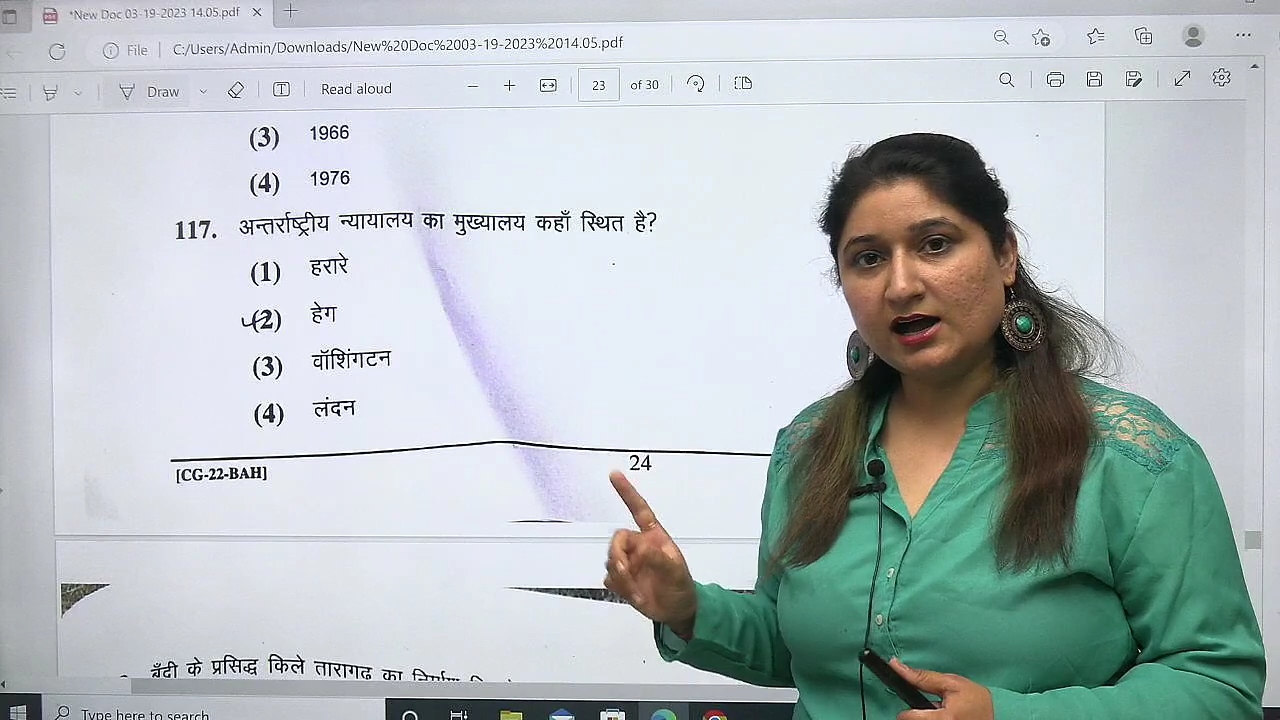 *New Doc 03-19-2023 14.05.pdf
File C:/Users/Admin/Downloads/New%20Doc%2003-19-2023%2014.05.pdf
Draw Read aloud 23 of 30
(3) 1966
(4) 1976
117. अन्तर्राष्ट्रीय न्यायालय का मुख्यालय कहाँ स्थित है?
(1) हरारे
(2) हेग
(3) वॉशिंगटन
(4) लंदन
[CG-22-BAH] 24
बूँदी के प्रसिद्ध किले तारागढ़ का निर्माण
Type here to search